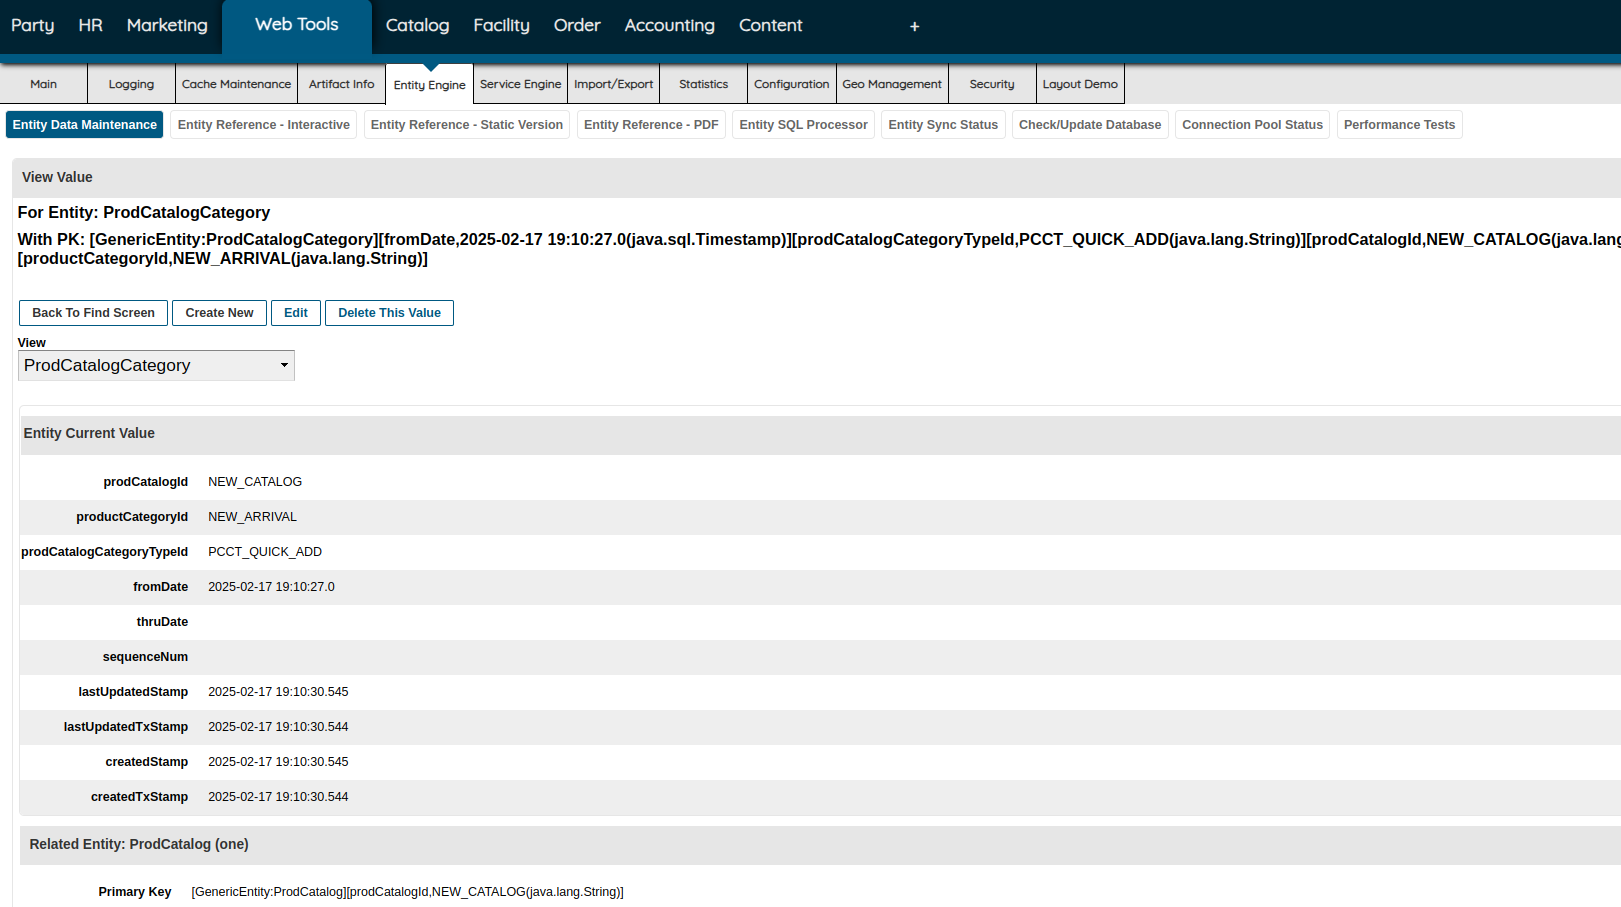 Party HR Marketing Web Tools Catalog Facility Order Accounting Content +
Main Logging Cache Maintenance Artifact Info Entity Engine Service Engine Import/Export Statistics Configuration Geo Management Security Layout Demo
Entity Data Maintenance Entity Reference - Interactive Entity Reference - Static Version Entity Reference - PDF Entity SQL Processor Entity Sync Status Check/Update Database Connection Pool Status Performance Tests
View Value
For Entity: ProdCatalogCategory
With PK: [GenericEntity:ProdCatalogCategory][fromDate,2025-02-17 19:10:27.0(java.sql.Timestamp)][prodCatalogCategoryTypeId,PCCT_QUICK_ADD(java.lang.String)][prodCatalogId,NEW_CATALOG(java.lang
[productCategoryId,NEW_ARRIVAL(java.lang.String)]
Back To Find Screen Create New Edit Delete This Value
View
ProdCatalogCategory
Entity Current Value
prodCatalogId NEW_CATALOG
productCategoryId NEW_ARRIVAL
prodCatalogCategoryTypeId PCCT_QUICK_ADD
fromDate 2025-02-17 19:10:27.0
thruDate
sequenceNum
lastUpdatedStamp 2025-02-17 19:10:30.545
lastUpdatedTxStamp 2025-02-17 19:10:30.544
createdStamp 2025-02-17 19:10:30.545
createdTxStamp 2025-02-17 19:10:30.544
Related Entity: ProdCatalog (one)
Primary Key [GenericEntity:ProdCatalog][prodCatalogId,NEW_CATALOG(java.lang.String)]